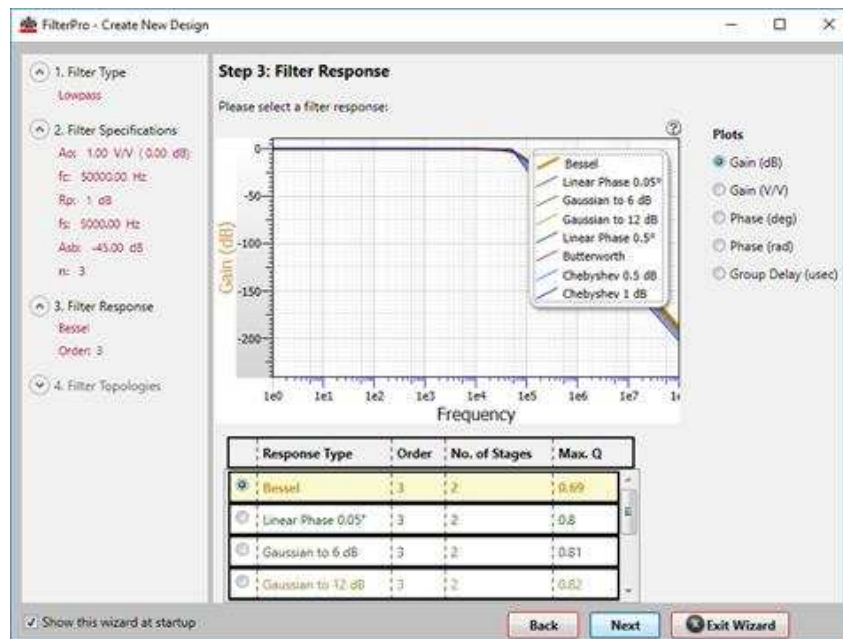 FilterPro - Create New Design
1. Filter Type
Lowpass
2. Filter Specifications
Ao: 1.00 V/V (0.00 dB)
fc: 50000.00 Hz
Rp: 1 dB
fs: 5000.00 Hz
Asb: -45.00 dB
n: 3
3. Filter Response
Bessel
Order: 3
4. Filter Topologies
Step 3: Filter Response
Please select a filter response:
?
Gain (dB)
0
-50
-100
-150
-200
Bessel
Linear Phase 0.05°
Gaussian to 6 dB
Gaussian to 12 dB
Linear Phase 0.5°
Butterworth
Chebyshev 0.5 dB
Chebyshev 1 dB
1e0 1e1 1e2 1e3 1e4 1e5 1e6 1e7
Frequency
Plots
Gain (dB)
Gain (V/V)
Phase (deg)
Phase (rad)
Group Delay (usec)
Response Type Order No. of Stages Max. Q
Bessel 3 2 0.69
Linear Phase 0.05° 3 2 0.8
Gaussian to 6 dB 3 2 0.81
Gaussian to 12 dB 3 2 0.82
Show this wizard at startup
Back
Next
Exit Wizard